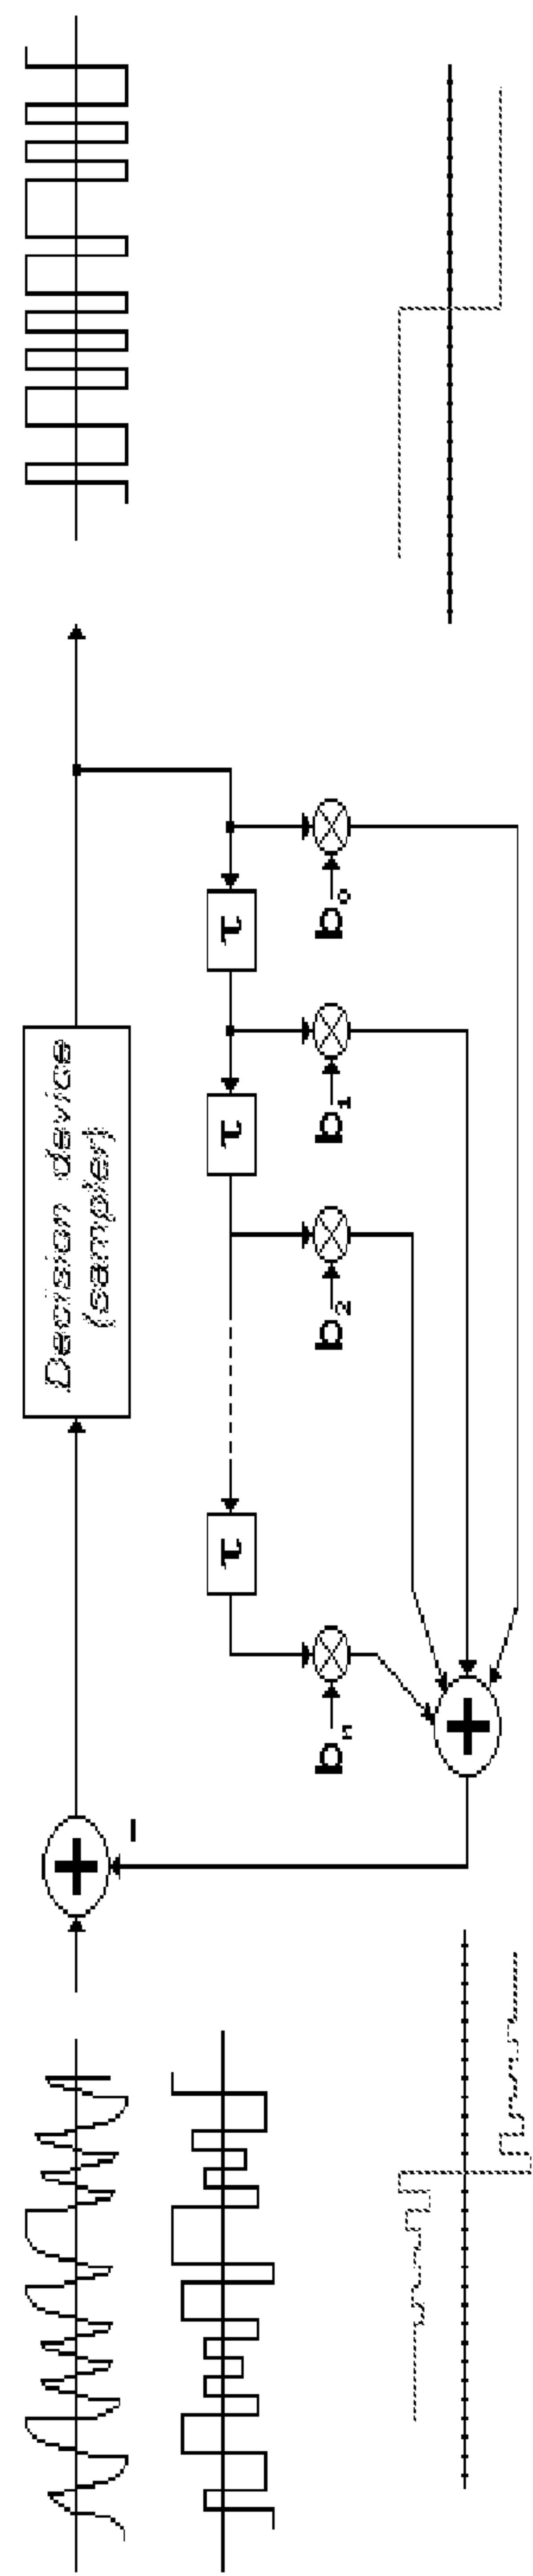 Decision device
(sampler)
τ
τ
τ
b₀
b₁
b₂
bₙ
+
+
−